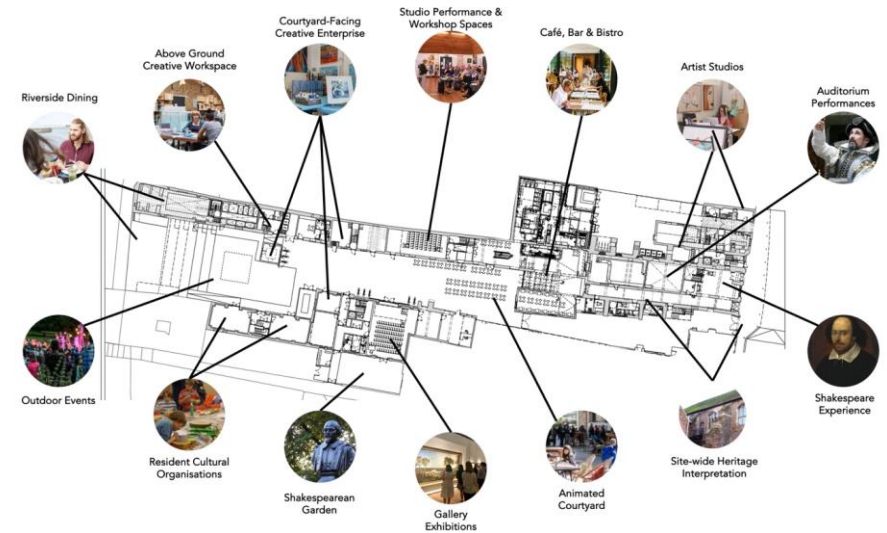 Studio Performance &
Workshop Spaces
Courtyard-Facing
Creative Enterprise
Café, Bar & Bistro
Above Ground
Creative Workspace
Artist Studios
Auditorium
Performances
Riverside Dining
Outdoor Events
Shakespeare
Experience
Resident Cultural
Organisations
Site-wide Heritage
Interpretation
Shakespearean
Garden
Gallery
Exhibitions
Animated
Courtyard